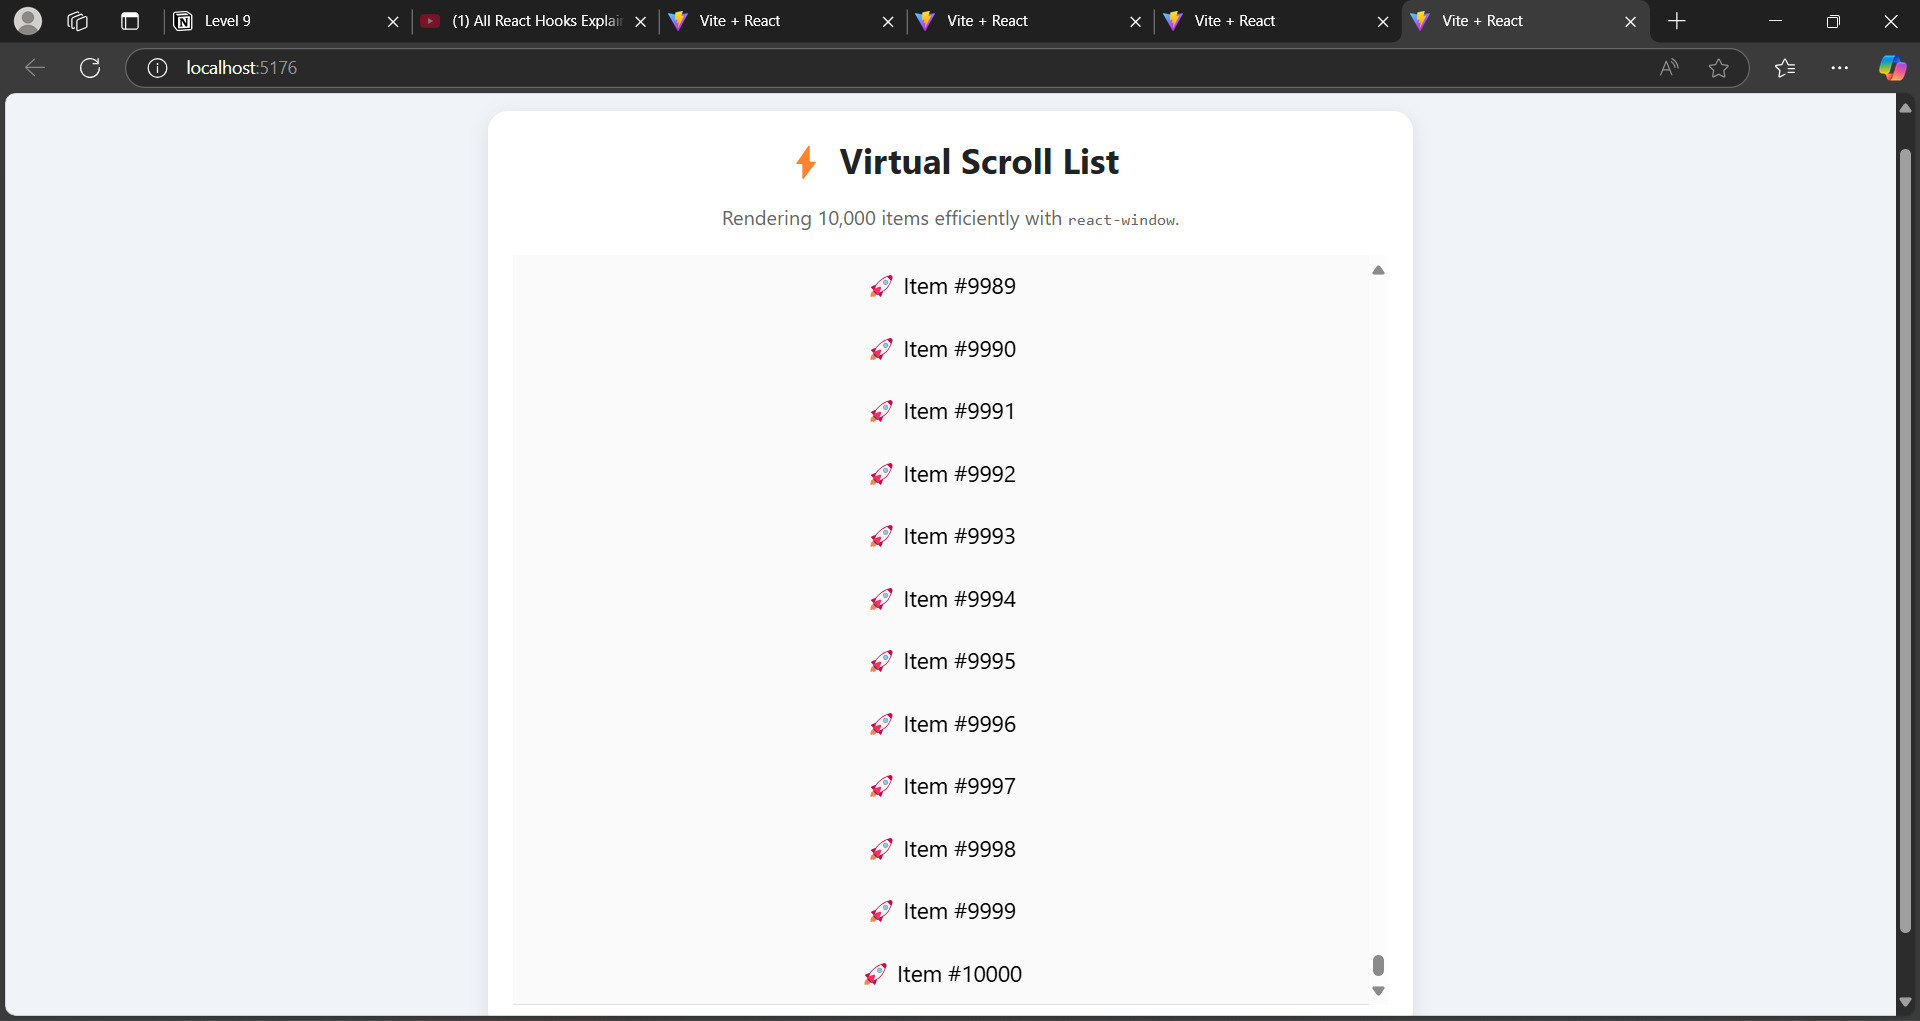 Level 9
(1) All React Hooks Explai
Vite + React
Vite + React
Vite + React
Vite + React
localhost:5176
⚡ Virtual Scroll List
Rendering 10,000 items efficiently with react-window.
🚀 Item #9989
🚀 Item #9990
🚀 Item #9991
🚀 Item #9992
🚀 Item #9993
🚀 Item #9994
🚀 Item #9995
🚀 Item #9996
🚀 Item #9997
🚀 Item #9998
🚀 Item #9999
🚀 Item #10000